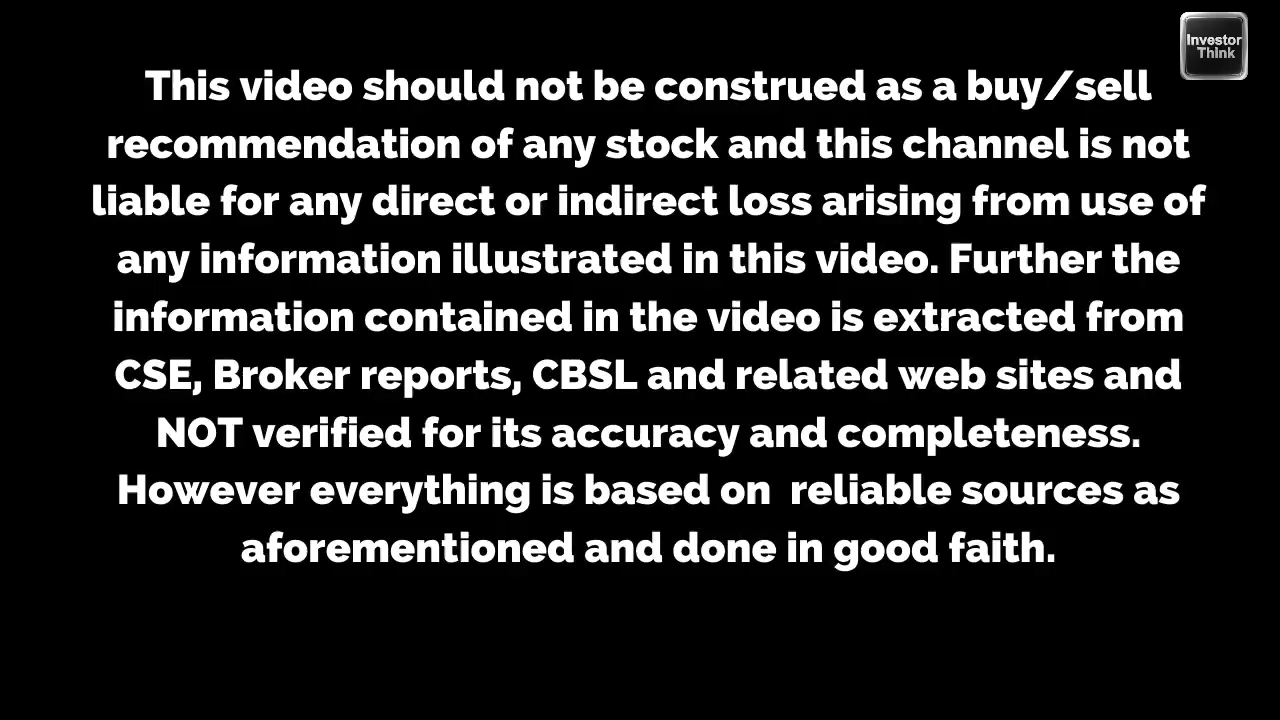 Investor
Think
This video should not be construed as a buy/sell
recommendation of any stock and this channel is not
liable for any direct or indirect loss arising from use of
any information illustrated in this video. Further the
information contained in the video is extracted from
CSE, Broker reports, CBSL and related web sites and
NOT verified for its accuracy and completeness.
However everything is based on  reliable sources as
aforementioned and done in good faith.